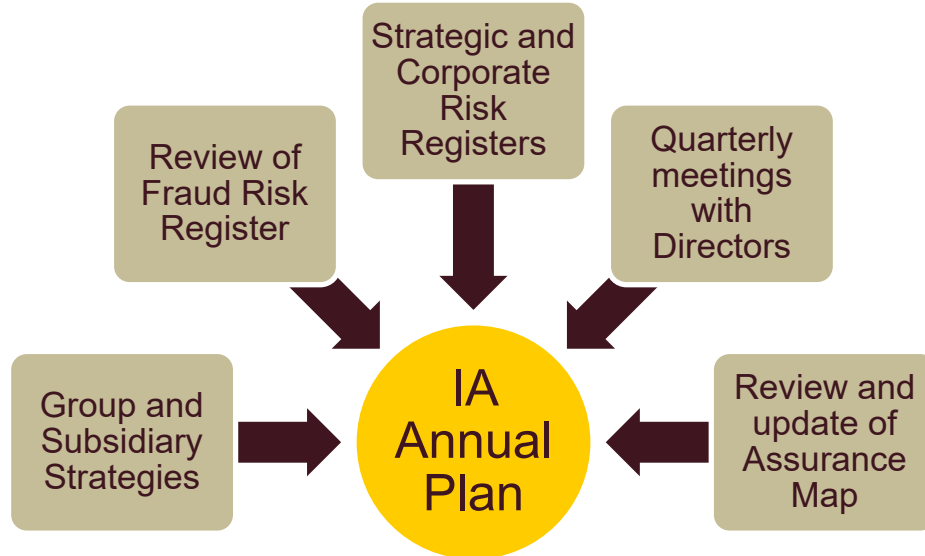 Strategic and
Corporate
Risk
Registers
Review of
Fraud Risk
Register
Quarterly
meetings
with
Directors
Group and
Subsidiary
Strategies
IA
Annual
Plan
Review and
update of
Assurance
Map